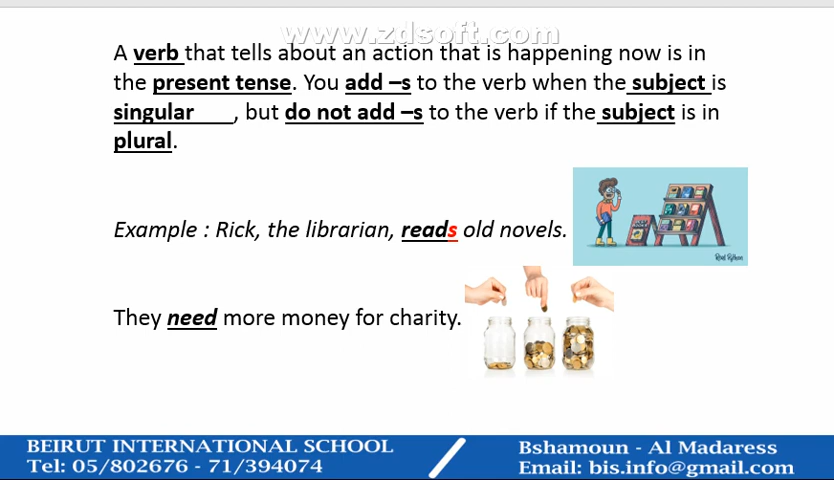 www.zdsoft.com
A verb that tells about an action that is happening now is in
the present tense. You add –s to the verb when the subject is
singular , but do not add –s to the verb if the subject is in
plural.
Example : Rick, the librarian, reads old novels.
Real Python
They need more money for charity.
BEIRUT INTERNATIONAL SCHOOL
Tel: 05/802676 - 71/394074
Bshamoun - Al Madaress
Email: bis.info@gmail.com